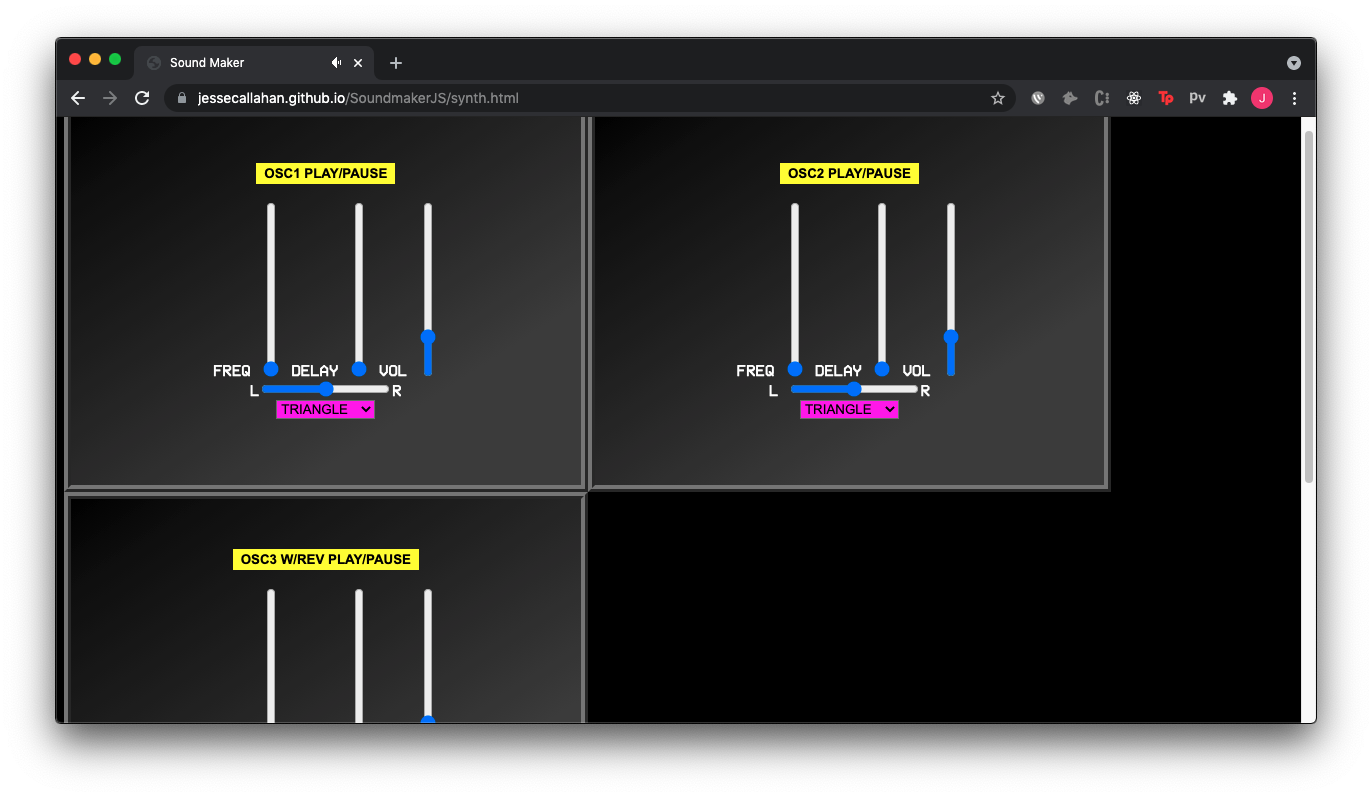 Sound Maker
jessecallahan.github.io/SoundmakerJS/synth.html
Tp
pv
J
OSC1 PLAY/PAUSE
FREQ DELAY VOL
L R
TRIANGLE
OSC2 PLAY/PAUSE
FREQ DELAY VOL
L R
TRIANGLE
OSC3 W/REV PLAY/PAUSE